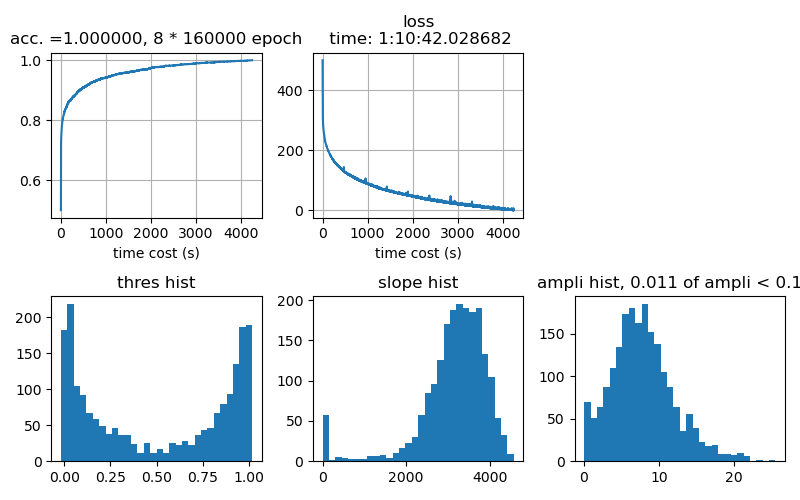 acc. =1.000000, 8 * 160000 epoch
1.0
0.8
0.6
0 1000 2000 3000 4000
time cost (s)
loss
time: 1:10:42.028682
400
200
0
0 1000 2000 3000 4000
time cost (s)
thres hist
200
150
100
50
0
0.00 0.25 0.50 0.75 1.00
slope hist
200
150
100
50
0
0 2000 4000
ampli hist, 0.011 of ampli < 0.1
150
100
50
0
0 10 20